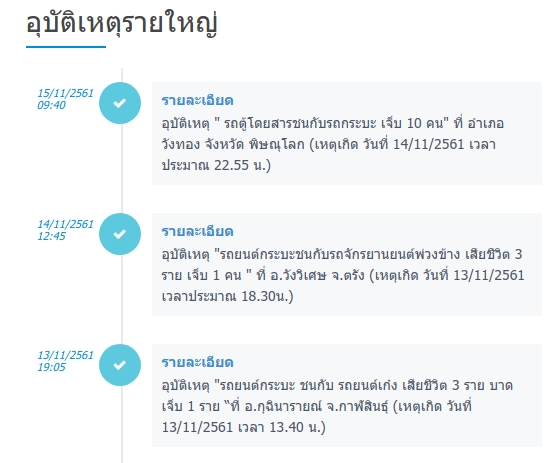 อุบัติเหตุรายใหญ่
15/11/2561
09:40
รายละเอียด
อุบัติเหตุ " รถตู้โดยสารชนกับรถกระบะ เจ็บ 10 คน" ที่ อำเภอ
วังทอง จังหวัด พิษณุโลก (เหตุเกิด วันที่ 14/11/2561 เวลา
ประมาณ 22.55 น.)
14/11/2561
12:45
รายละเอียด
อุบัติเหตุ "รถยนต์กระบะชนกับรถจักรยานยนต์พ่วงข้าง เสียชีวิต 3
ราย เจ็บ 1 คน " ที่ อ.วังวิเศษ จ.ตรัง (เหตุเกิด วันที่ 13/11/2561
เวลาประมาณ 18.30น.)
13/11/2561
19:05
รายละเอียด
อุบัติเหตุ "รถยนต์กระบะ ชนกับ รถยนต์เก่ง เสียชีวิต 3 ราย บาด
เจ็บ 1 ราย “ที่ อ.กุฉินารายณ์ จ.กาฬสินธุ์ (เหตุเกิด วันที่
13/11/2561 เวลา 13.40 น.)